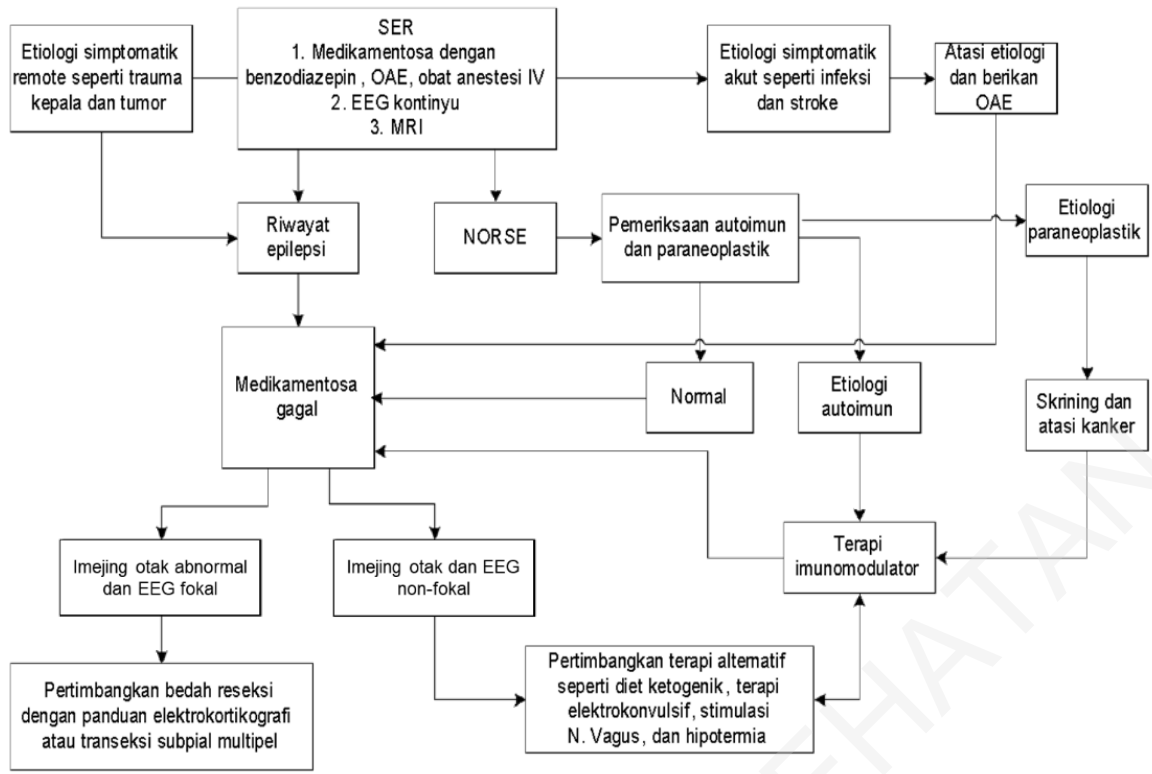 Etiologi simptomatik
remote seperti trauma
kepala dan tumor
SER
1. Medikamentosa dengan
benzodiazepin , OAE, obat anestesi IV
2. EEG kontinyu
3. MRI
Etiologi simptomatik
akut seperti infeksi
dan stroke
Atasi etiologi
dan berikan
OAE
Riwayat
epilepsi
NORSE
Pemeriksaan autoimun
dan paraneoplastik
Etiologi
paraneoplastik
Medikamentosa
gagal
Normal
Etiologi
autoimun
Skrining dan
atasi kanker
Imejing otak abnormal
dan EEG fokal
Imejing otak dan EEG
non-fokal
Terapi
imunomodulator
Pertimbangkan bedah reseksi
dengan panduan elektrokortikografi
atau transeksi subpial multipel
Pertimbangkan terapi alternatif
seperti diet ketogenik , terapi
elektrokonvulsif, stimulasi
N. Vagus, dan hipotermia
EHATAN